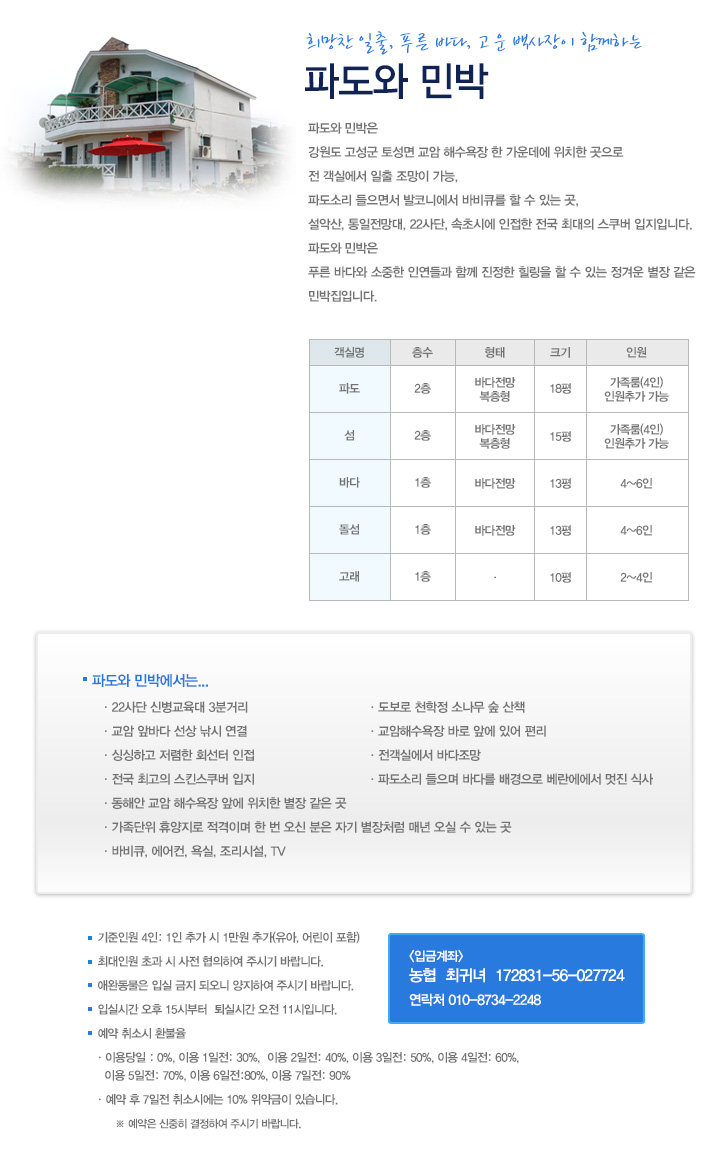 희망찬 일출, 푸른 바다, 고운 백사장이 함께하는
파도와 민박
파도와 민박은
강원도 고성군 토성면 교암 해수욕장 한 가운데에 위치한 곳으로
전 객실에서 일출 조망이 가능,
파도소리 들으면서 발코니에서 바비큐를 할 수 있는 곳,
설악산, 통일전망대, 22사단, 속초시에 인접한 전국 최대의 스쿠버 입지입니다.
파도와 민박은
푸른 바다와 소중한 인연들과 함께 진정한 힐링을 할 수 있는 정겨운 별장 같은
민박집입니다.
객실명 층수 형태 크기 인원
파도 2층 바다전망 복층형 18평 가족룸(4인) 인원추가 가능
섬 2층 바다전망 복층형 15평 가족룸(4인) 인원추가 가능
바다 1층 바다전망 13평 4~6인
돌섬 1층 바다전망 13평 4~6인
고래 1층 · 10평 2~4인
파도와 민박에서는...
· 22사단 신병교육대 3분거리
· 도보로 천학정 소나무 숲 산책
· 교암 앞바다 선상 낚시 연결
· 교암해수욕장 바로 앞에 있어 편리
· 싱싱하고 저렴한 회선터 인접
· 전객실에서 바다조망
· 전국 최고의 스킨스쿠버 입지
· 파도소리 들으며 바다를 배경으로 베란에에서 멋진 식사
· 동해안 교암 해수욕장 앞에 위치한 별장 같은 곳
· 가족단위 휴양지로 적격이며 한 번 오신 분은 자기 별장처럼 매년 오실 수 있는 곳
· 바비큐, 에어컨, 욕실, 조리시설, TV
기준인원 4인: 1인 추가 시 1만원 추가(유아, 어린이 포함)
최대인원 초과 시 사전 협의하여 주시기 바랍니다.
애완동물은 입실 금지 되오니 양지하여 주시기 바랍니다.
입실시간 오후 15시부터 퇴실시간 오전 11시입니다.
예약 취소시 환불율
· 이용당일 : 0%, 이용 1일전: 30%, 이용 2일전: 40%, 이용 3일전: 50%, 이용 4일전: 60%,
이용 5일전: 70%, 이용 6일전:80%, 이용 7일전: 90%
· 예약 후 7일전 취소시에는 10% 위약금이 있습니다.
※ 예약은 신중히 결정하여 주시기 바랍니다.
<입금계좌>
농협 최귀녀 172831-56-027724
연락처 010-8734-2248